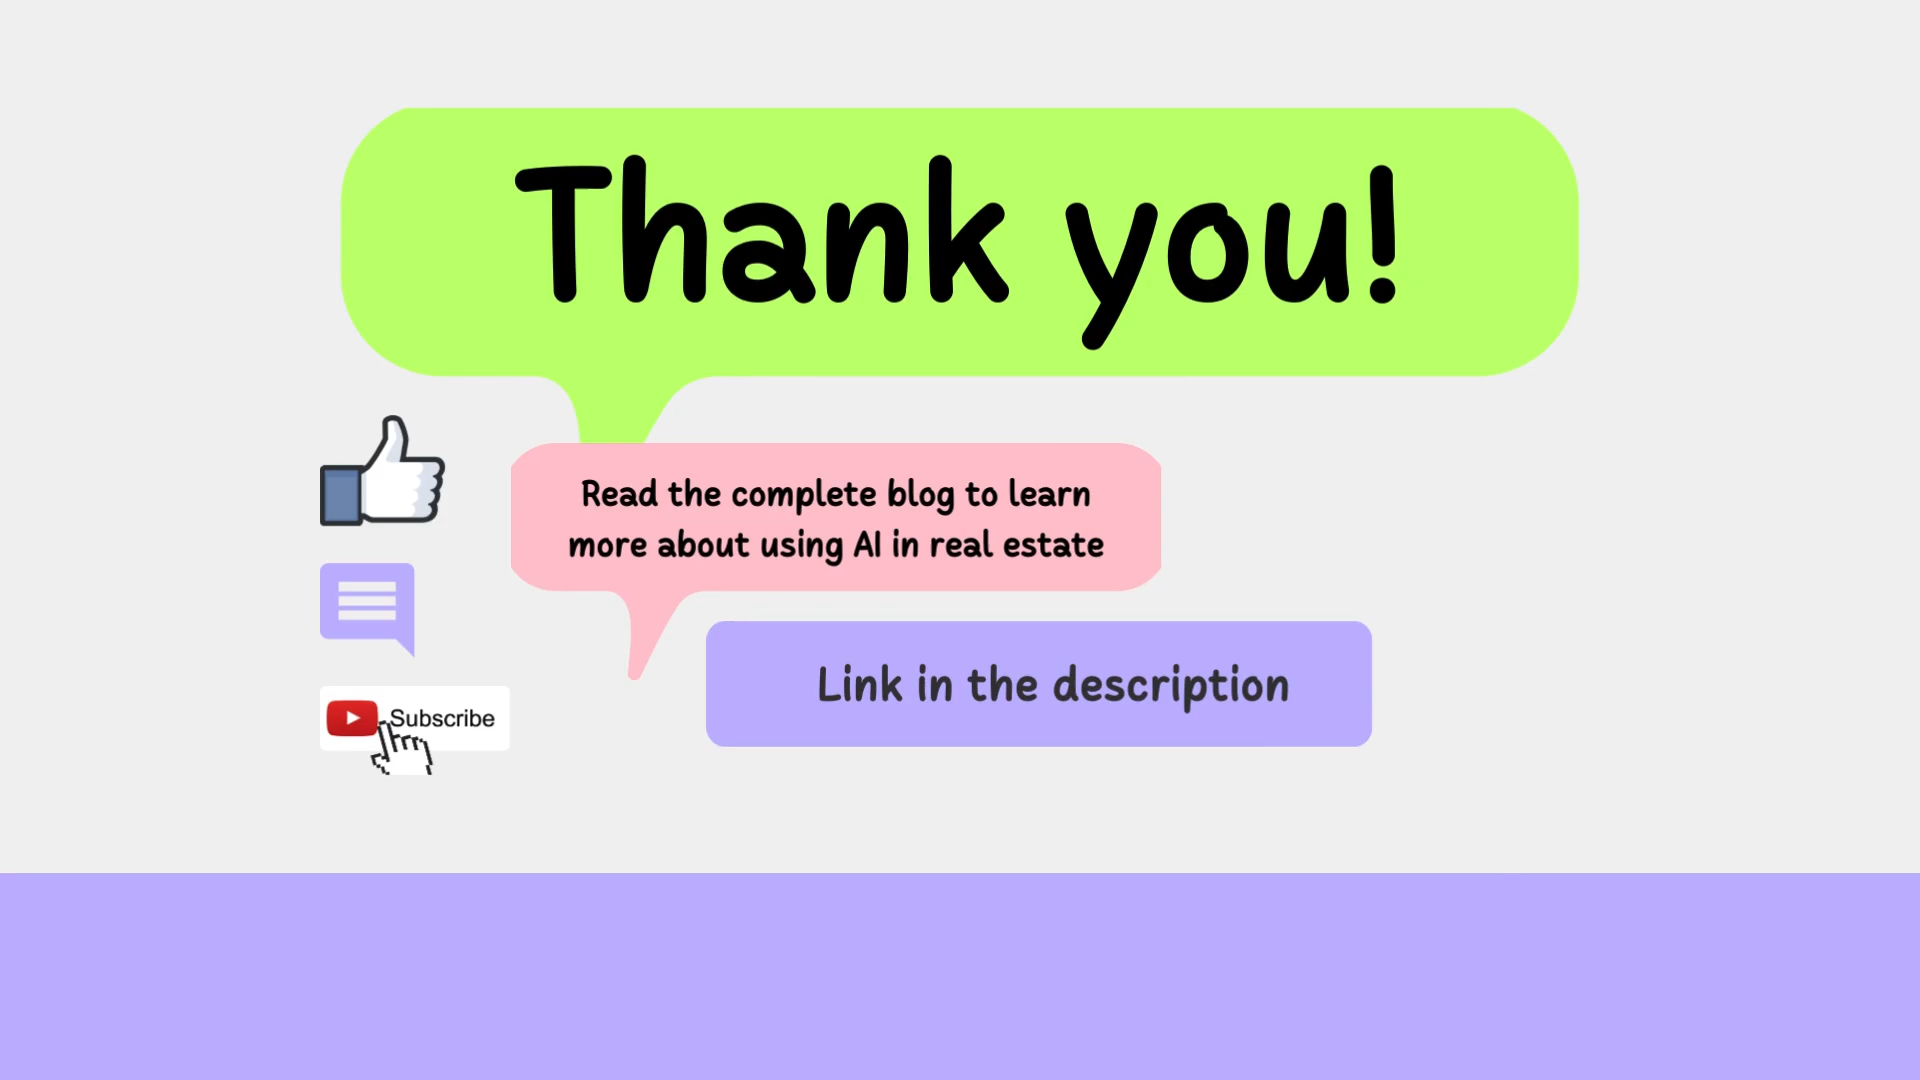 Thank you!
Read the complete blog to learn
more about using AI in real estate
Link in the description
Subscribe